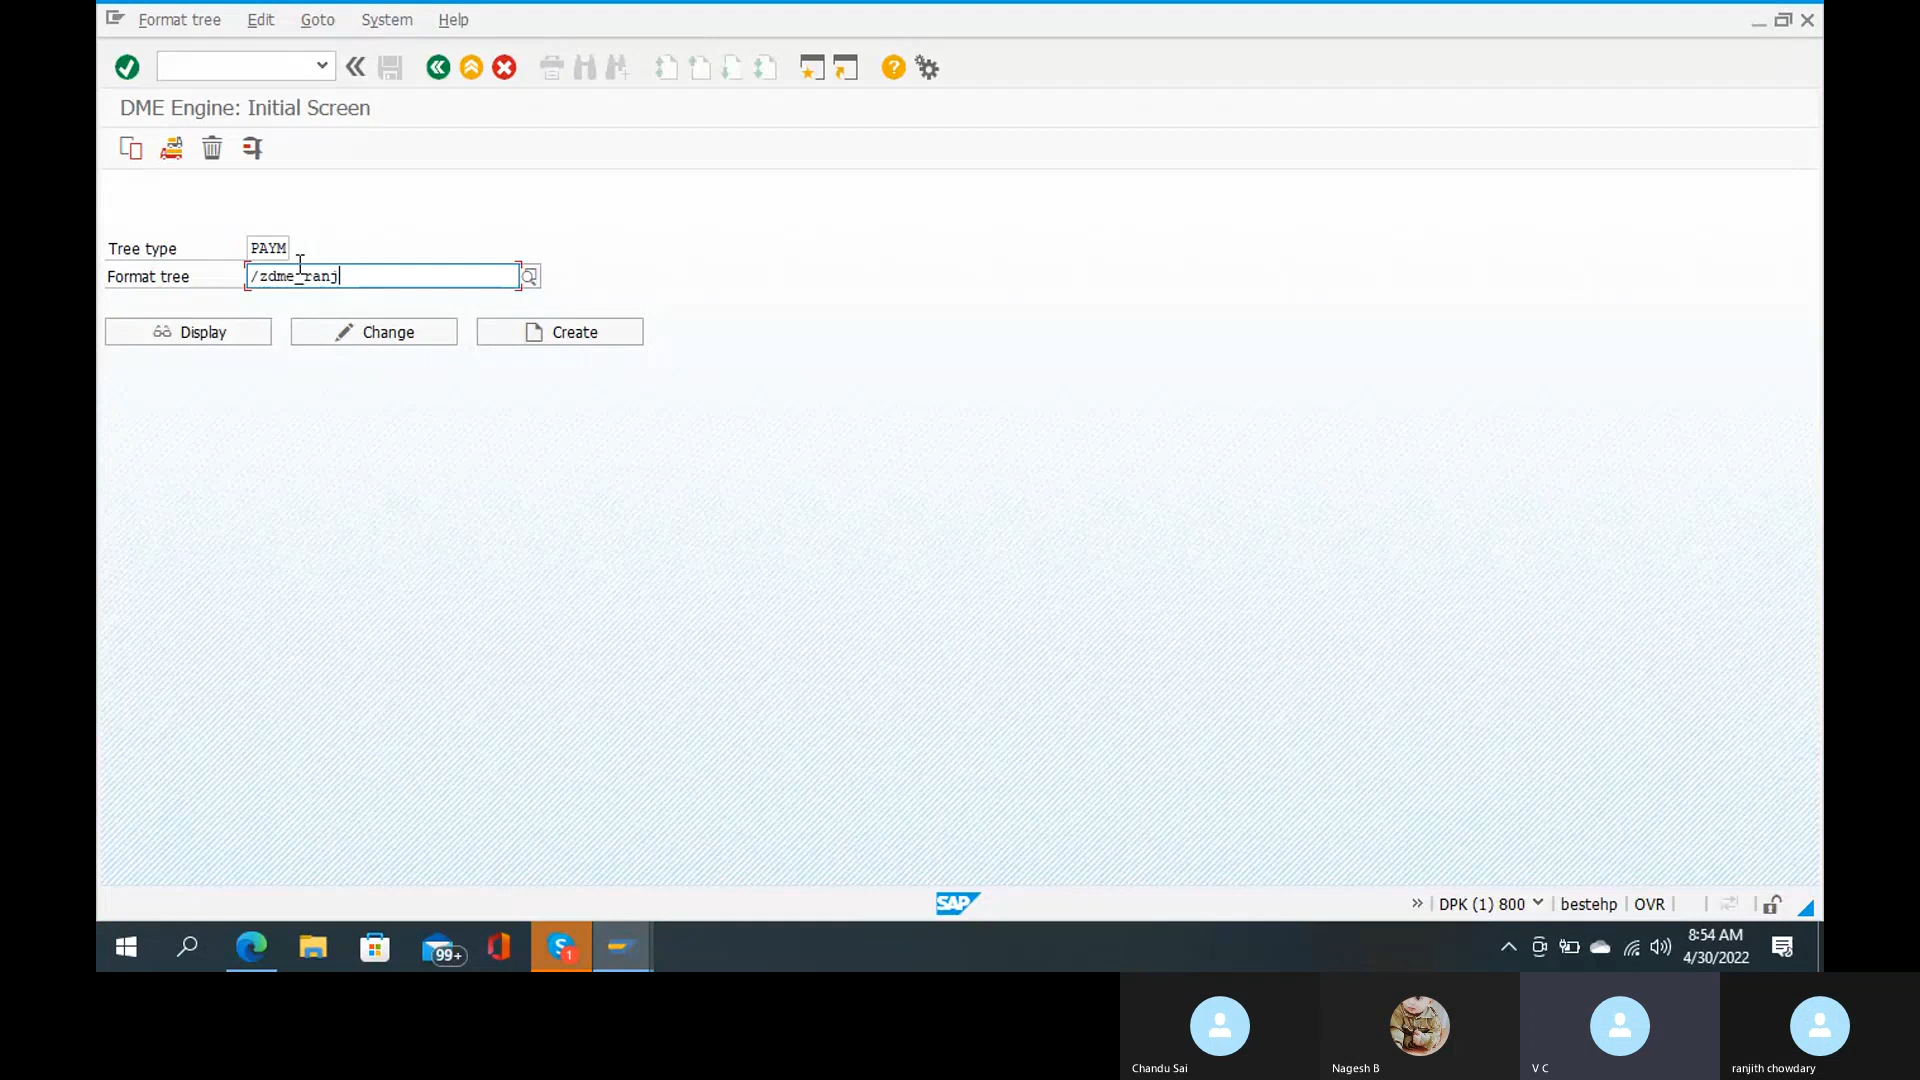 Format tree Edit Goto System Help
DME Engine: Initial Screen
Tree type PAYM
Format tree /zdme_ranj
Display Change Create
SAP
DPK (1) 800 bestehp OVR
99+
S 1
8:54 AM
4/30/2022
Chandu Sai Nagesh B V C ranjith chowdary